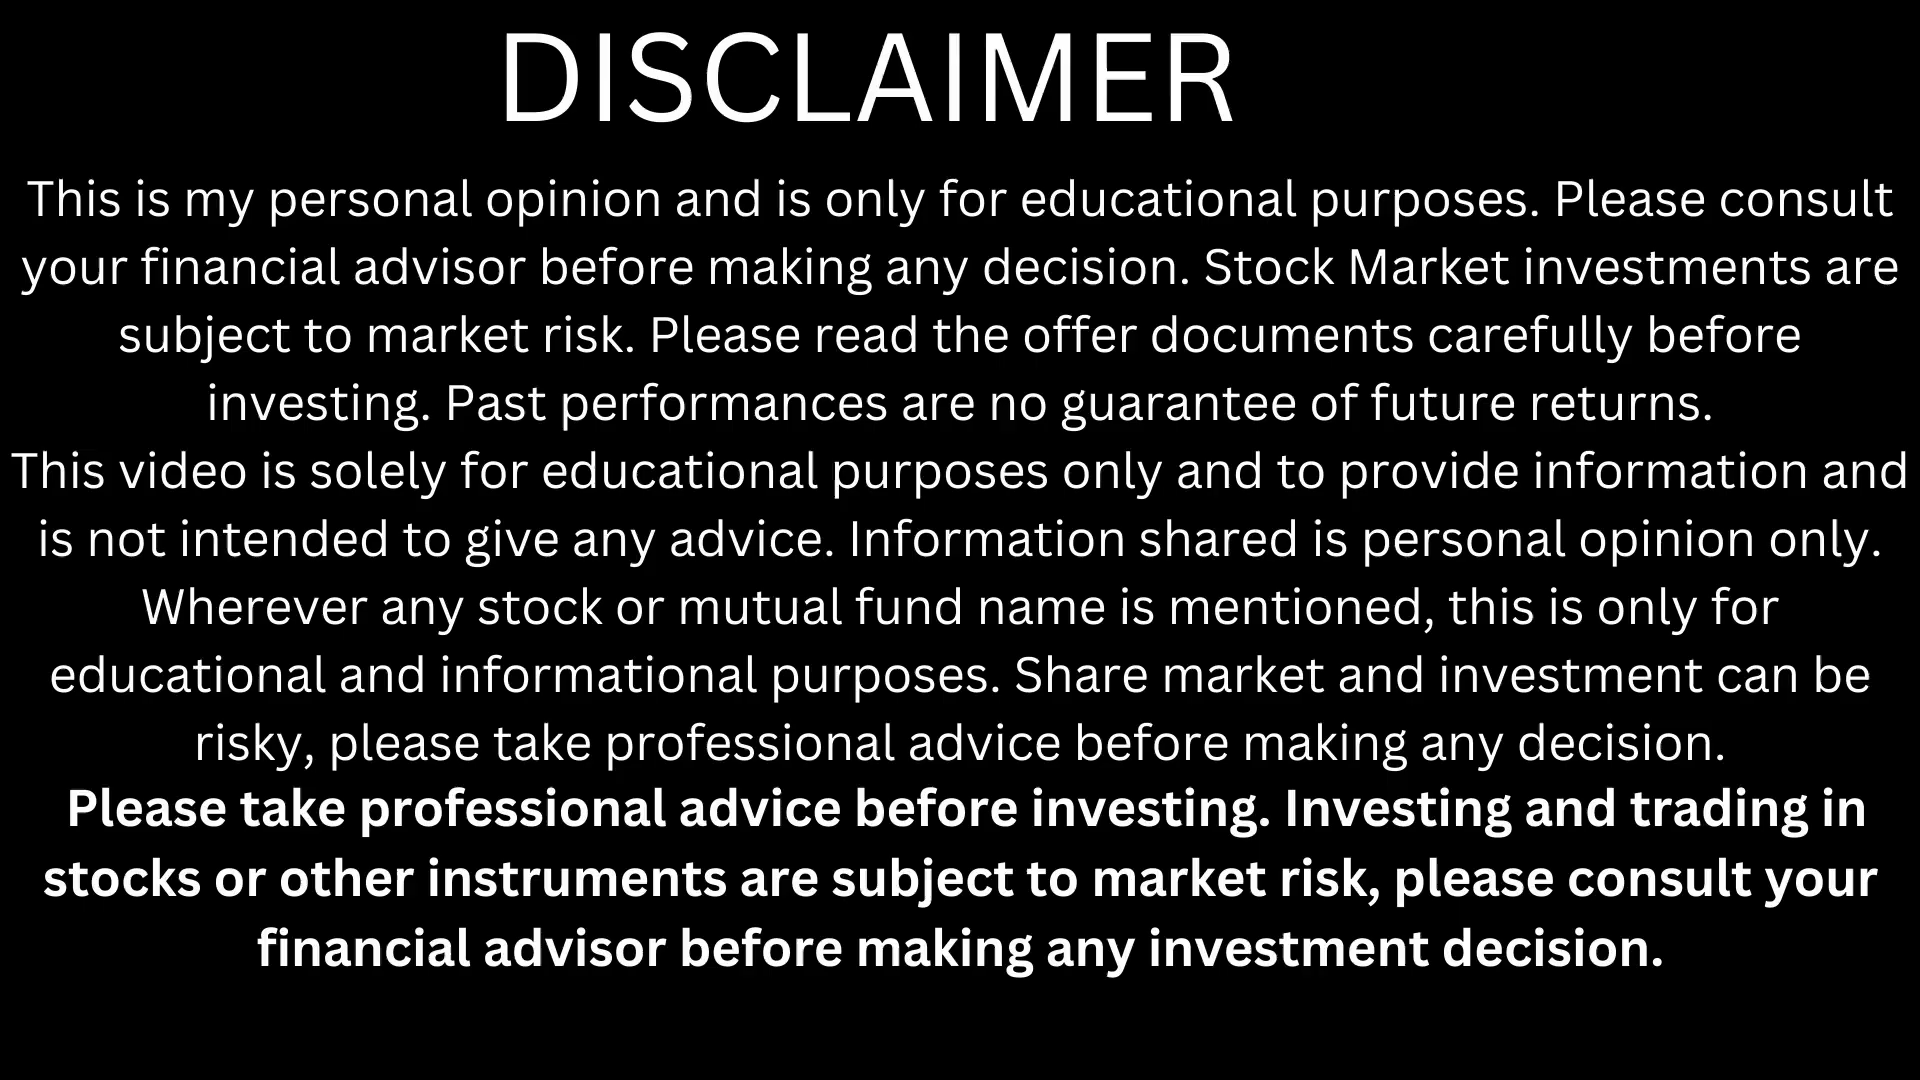 DISCLAIMER
This is my personal opinion and is only for educational purposes. Please consult
your financial advisor before making any decision. Stock Market investments are
subject to market risk. Please read the offer documents carefully before
investing. Past performances are no guarantee of future returns.
This video is solely for educational purposes only and to provide information and
is not intended to give any advice. Information shared is personal opinion only.
Wherever any stock or mutual fund name is mentioned, this is only for
educational and informational purposes. Share market and investment can be
risky, please take professional advice before making any decision.
Please take professional advice before investing. Investing and trading in
stocks or other instruments are subject to market risk, please consult your
financial advisor before making any investment decision.